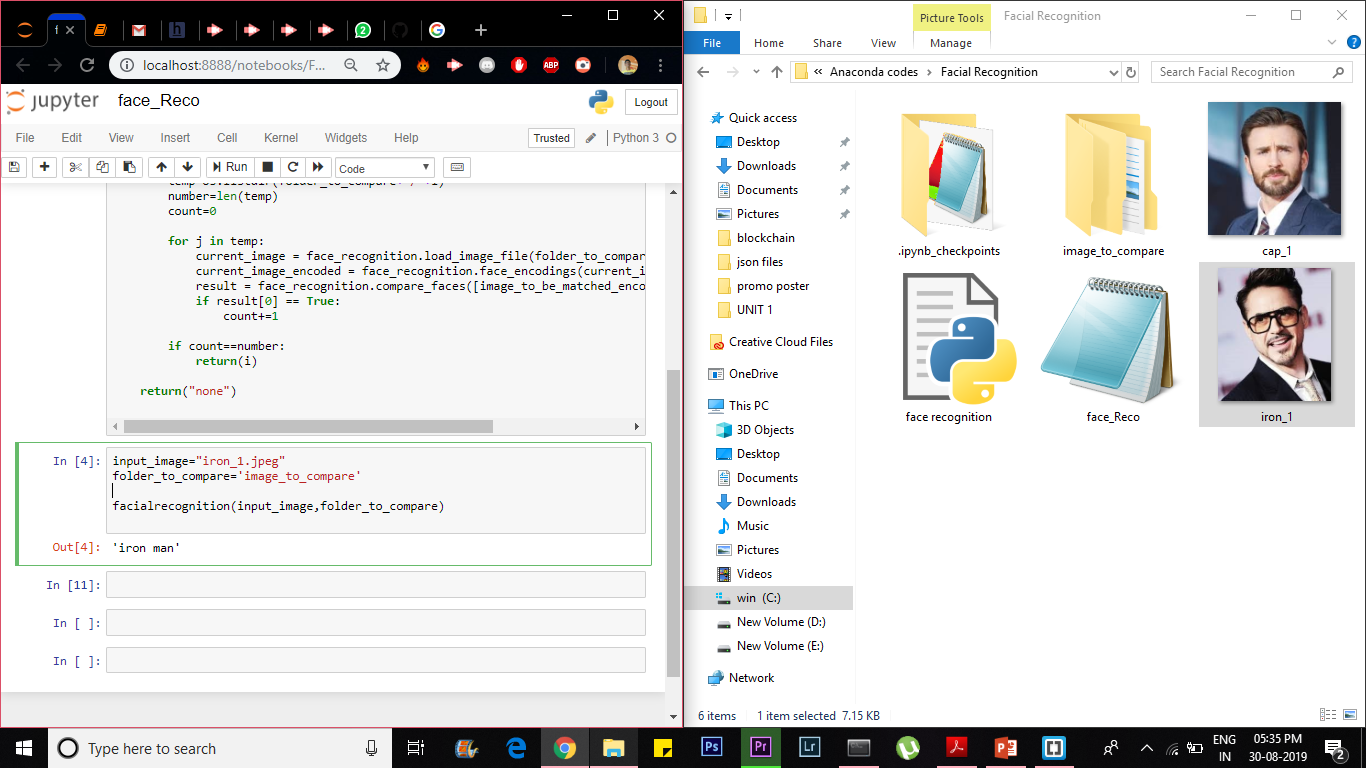 f ×
localhost:8888/notebooks/F...
jupyter face_Reco
Logout
File Edit View Insert Cell Kernel Widgets Help
Trusted
Python 3
Run
Code
number=len(temp)
count=0
for j in temp:
current_image = face_recognition.load_image_file(folder_to_compar
current_image_encoded = face_recognition.face_encodings(current_i
result = face_recognition.compare_faces([image_to_be_matched_enco
if result[0] == True:
count+=1
if count==number:
return(i)
return("none")
In [4]:
input_image="iron_1.jpeg"
folder_to_compare='image_to_compare'
facialrecognition(input_image,folder_to_compare)
Out[4]: 'iron man'
In [11]:
In [ ]:
In [ ]:
Picture Tools
Facial Recognition
File Home Share View Manage
« Anaconda codes › Facial Recognition
Search Facial Recognition
Quick access
Desktop
Downloads
Documents
Pictures
blockchain
json files
promo poster
UNIT 1
Creative Cloud Files
OneDrive
This PC
3D Objects
Desktop
Documents
Downloads
Music
Pictures
Videos
win (C:)
New Volume (D:)
New Volume (E:)
Network
.ipynb_checkpoints
image_to_compare
cap_1
face recognition
face_Reco
iron_1
6 items 1 item selected 7.15 KB
Type here to search
Ps
Pr
Lr
ENG
IN
05:35 PM
30-08-2019
2